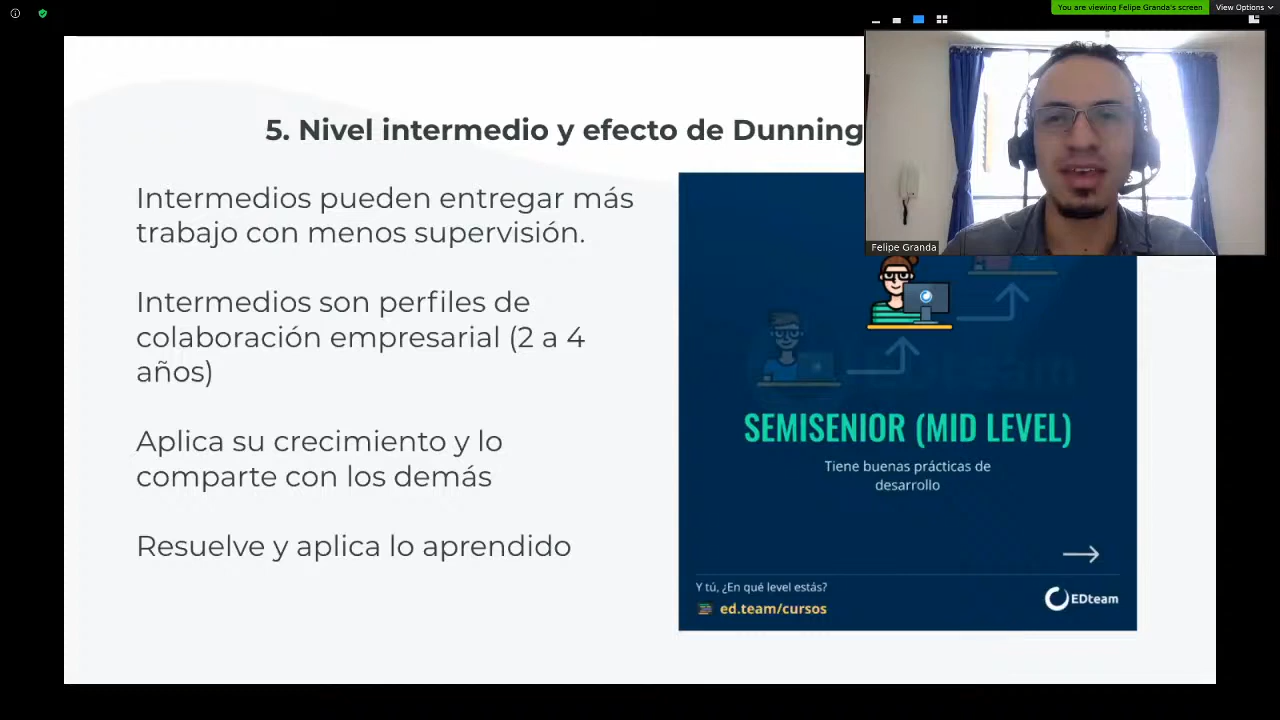 You are viewing Felipe Granda's screen
View Options
5. Nivel intermedio y efecto de Dunning
Felipe Granda
Intermedios pueden entregar más
trabajo con menos supervisión.
Intermedios son perfiles de
colaboración empresarial (2 a 4
años)
Aplica su crecimiento y lo
comparte con los demás
Resuelve y aplica lo aprendido
SEMISENIOR (MID LEVEL)
Tiene buenas prácticas de
desarrollo
Y tú, ¿En qué level estás?
ed.team/cursos
EDteam